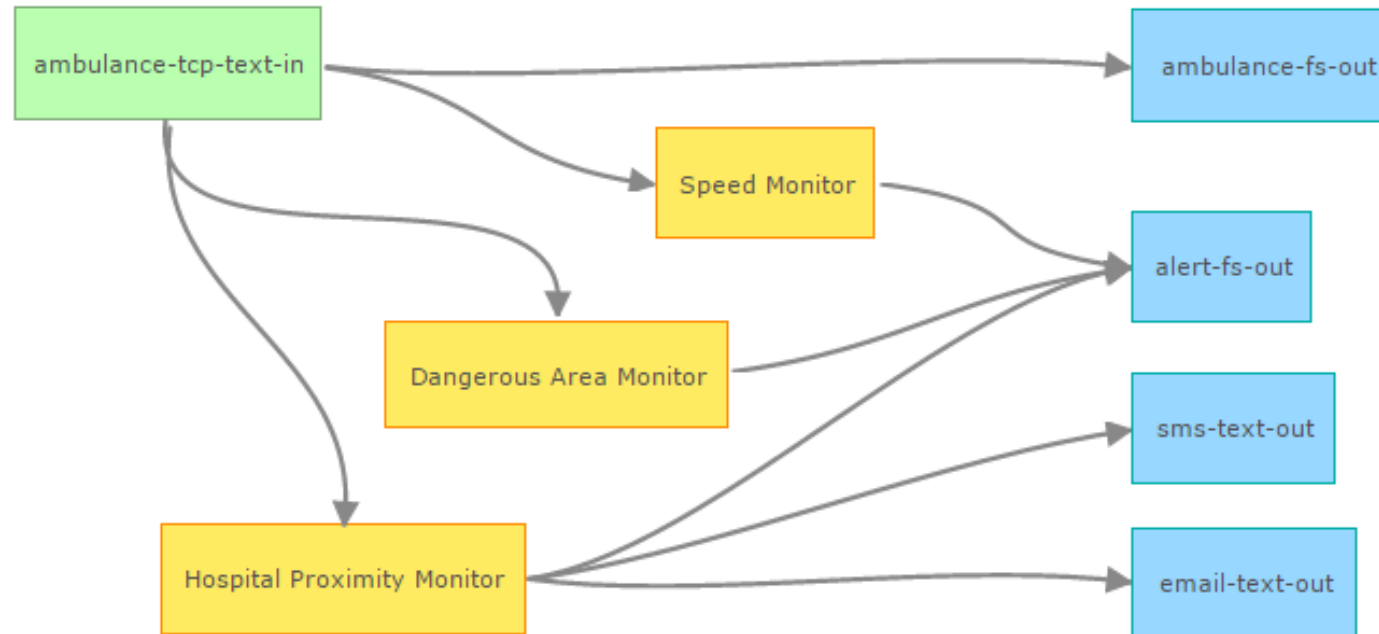 ambulance-tcp-text-in
ambulance-fs-out
Speed Monitor
alert-fs-out
Dangerous Area Monitor
sms-text-out
Hospital Proximity Monitor
email-text-out